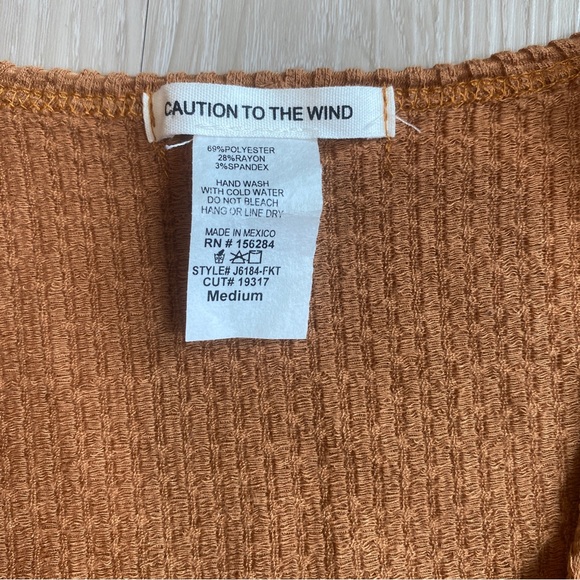 CAUTION TO THE WIND
69%POLYESTER
28%RAYON
3%SPANDEX
HAND WASH
WITH COLD WATER
DO NOT BLEACH
HANG OR LINE DRY
MADE IN MEXICO
RN # 156284
STYLE# J6184-FKT
CUT# 19317
Medium